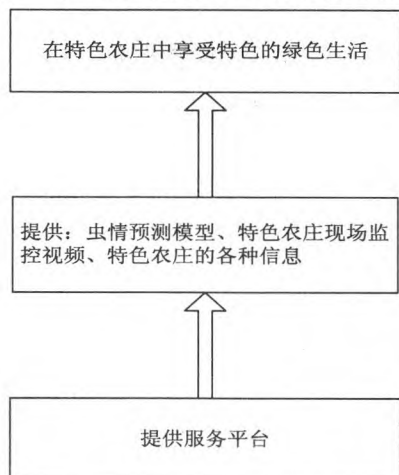 在特色农庄中享受特色的绿色生活
提供：虫情预测模型、特色农庄现场监
控视频、特色农庄的各种信息
提供服务平台